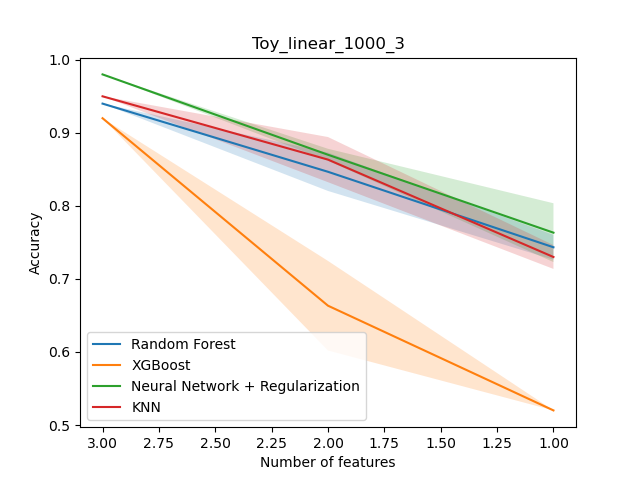 Toy_linear_1000_3
1.0
0.9
0.8
0.7
0.6
0.5
Accuracy
Random Forest
XGBoost
Neural Network + Regularization
KNN
3.00 2.75 2.50 2.25 2.00 1.75 1.50 1.25 1.00
Number of features